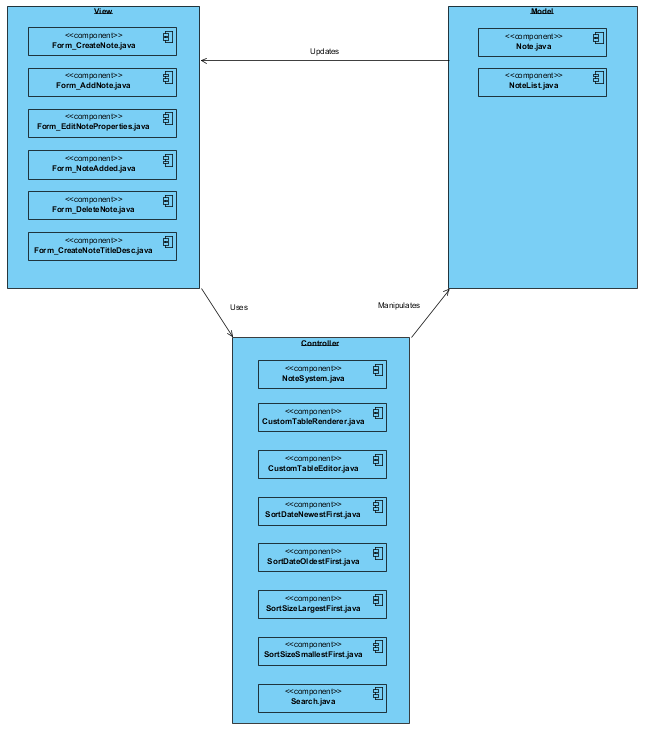 View
<<component>>
Form_CreateNote.java
<<component>>
Form_AddNote.java
<<component>>
Form_EditNoteProperties.java
<<component>>
Form_NoteAdded.java
<<component>>
Form_DeleteNote.java
<<component>>
Form_CreateNoteTitleDesc.java
Updates
Model
<<component>>
Note.java
<<component>>
NoteList.java
Uses
Manipulates
Controller
<<component>>
NoteSystem.java
<<component>>
CustomTableRenderer.java
<<component>>
CustomTableEditor.java
<<component>>
SortDateNewestFirst.java
<<component>>
SortDateOldestFirst.java
<<component>>
SortSizeLargestFirst.java
<<component>>
SortSizeSmallestFirst.java
<<component>>
Search.java